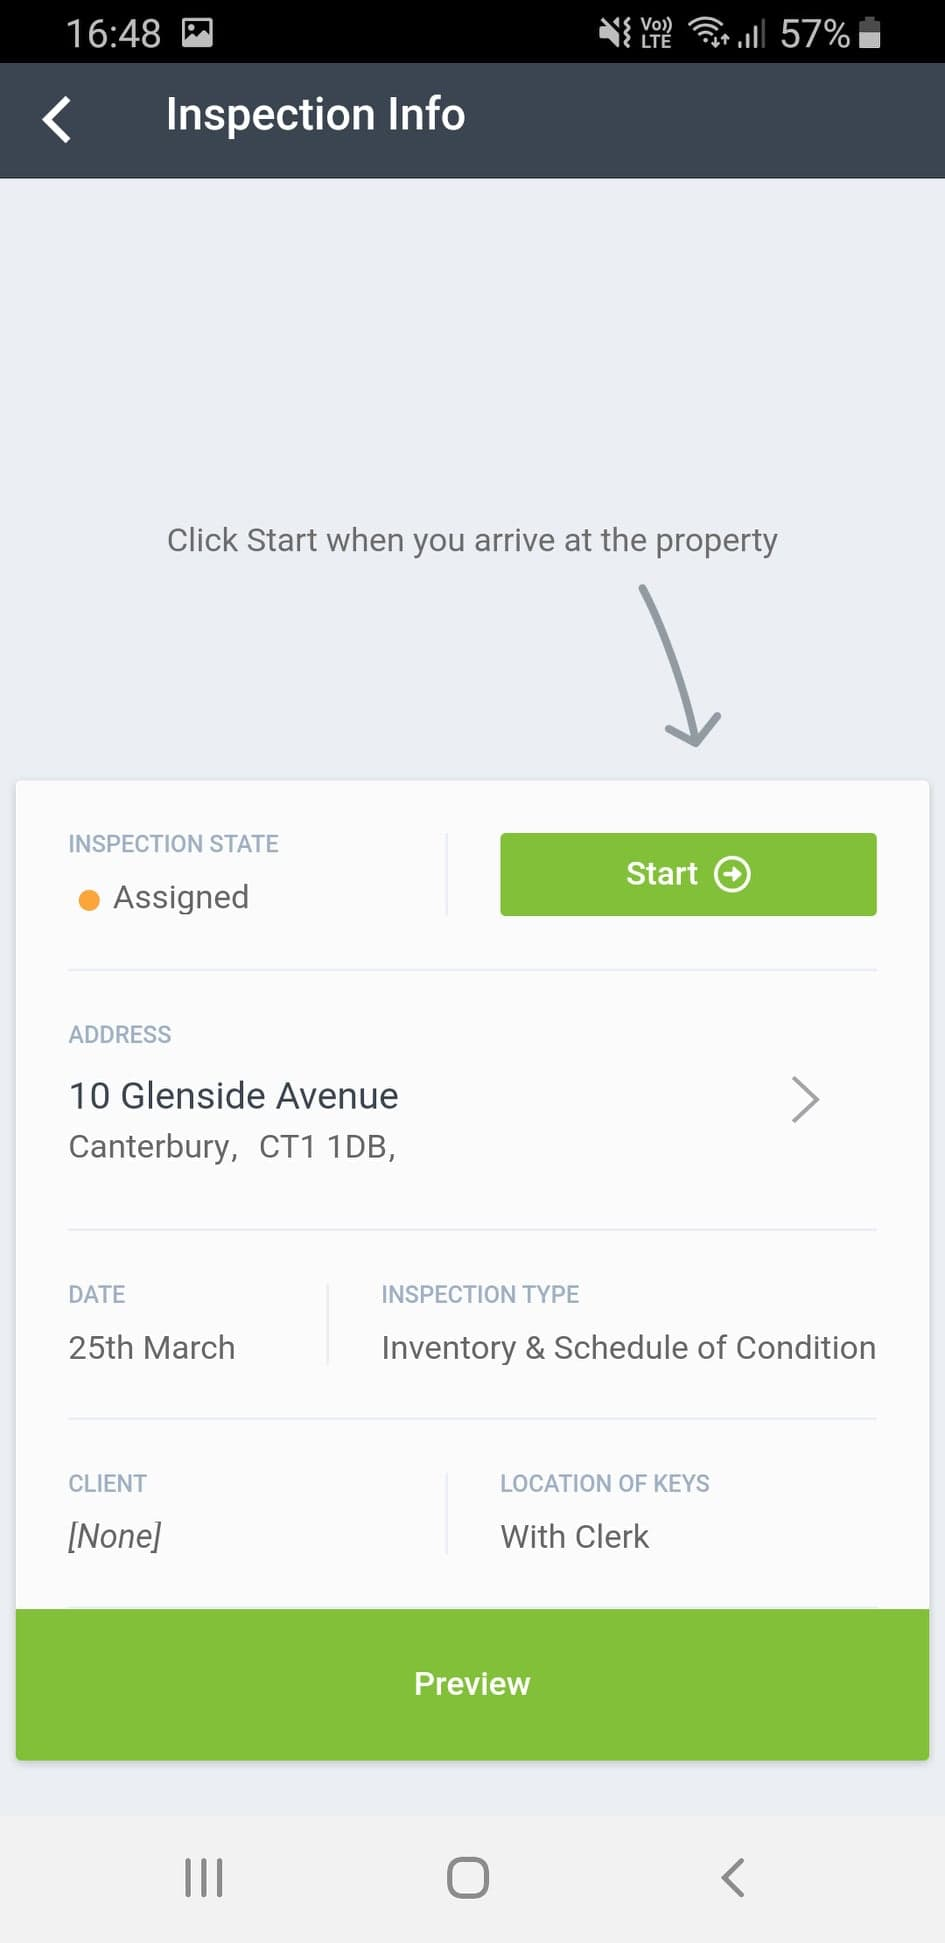 16:48
Vo)) LTE
57%
Inspection Info
Click Start when you arrive at the property
INSPECTION STATE
Assigned
Start
ADDRESS
10 Glenside Avenue
Canterbury, CT1 1DB,
DATE
25th March
INSPECTION TYPE
Inventory & Schedule of Condition
CLIENT
[None]
LOCATION OF KEYS
With Clerk
Preview